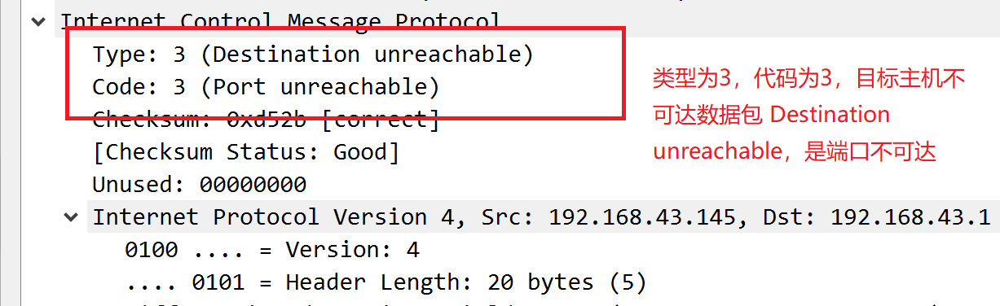 Internet Control Message Protocol
Type: 3 (Destination unreachable)
Code: 3 (Port unreachable)
类型为3，代码为3，目标主机不
可达数据包 Destination
unreachable，是端口不可达
Checksum: 0xd52b [correct]
[Checksum Status: Good]
Unused: 00000000
Internet Protocol Version 4, Src: 192.168.43.145, Dst: 192.168.43.1
0100 .... = Version: 4
.... 0101 = Header Length: 20 bytes (5)